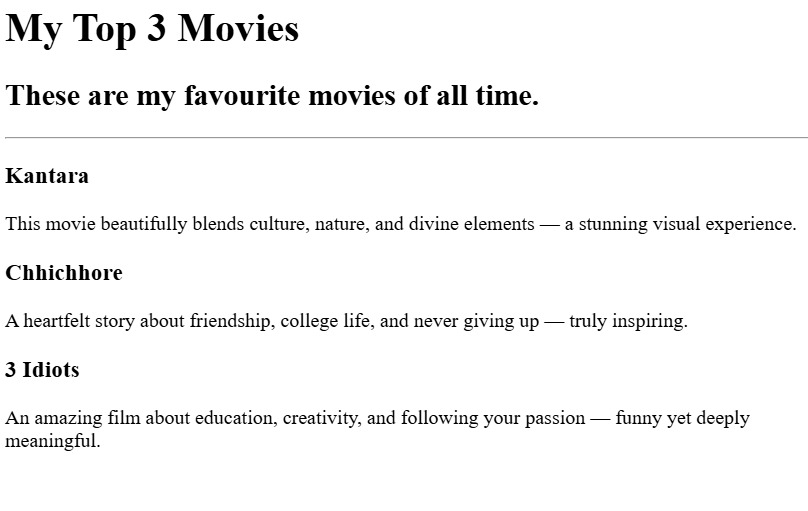 My Top 3 Movies
These are my favourite movies of all time.
Kantara
This movie beautifully blends culture, nature, and divine elements — a stunning visual experience.
Chhichhore
A heartfelt story about friendship, college life, and never giving up — truly inspiring.
3 Idiots
An amazing film about education, creativity, and following your passion — funny yet deeply
meaningful.